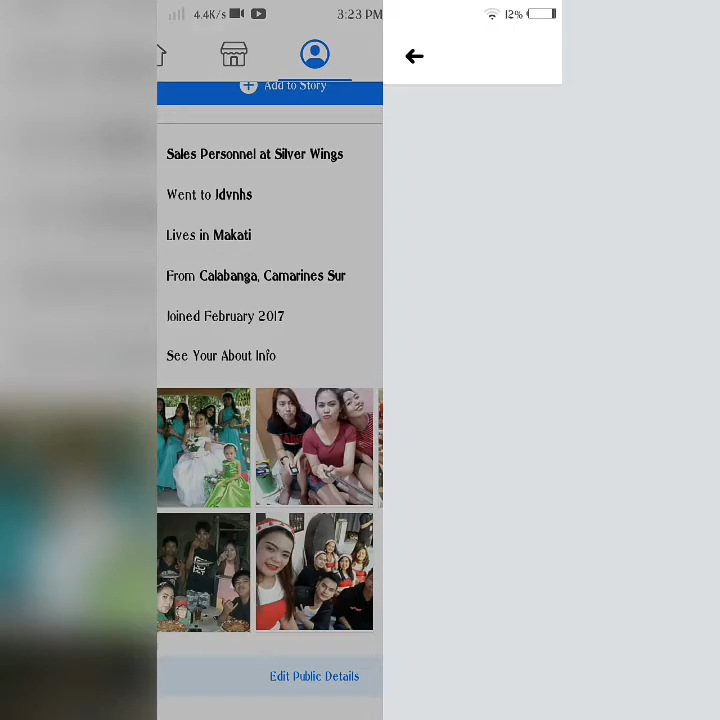 4.4K/s
3:23 PM
12%
Add to Story
Sales Personnel at Silver Wings
Went to Jdvnhs
Lives in Makati
From Calabanga, Camarines Sur
Joined February 2017
See Your About Info
Edit Public Details